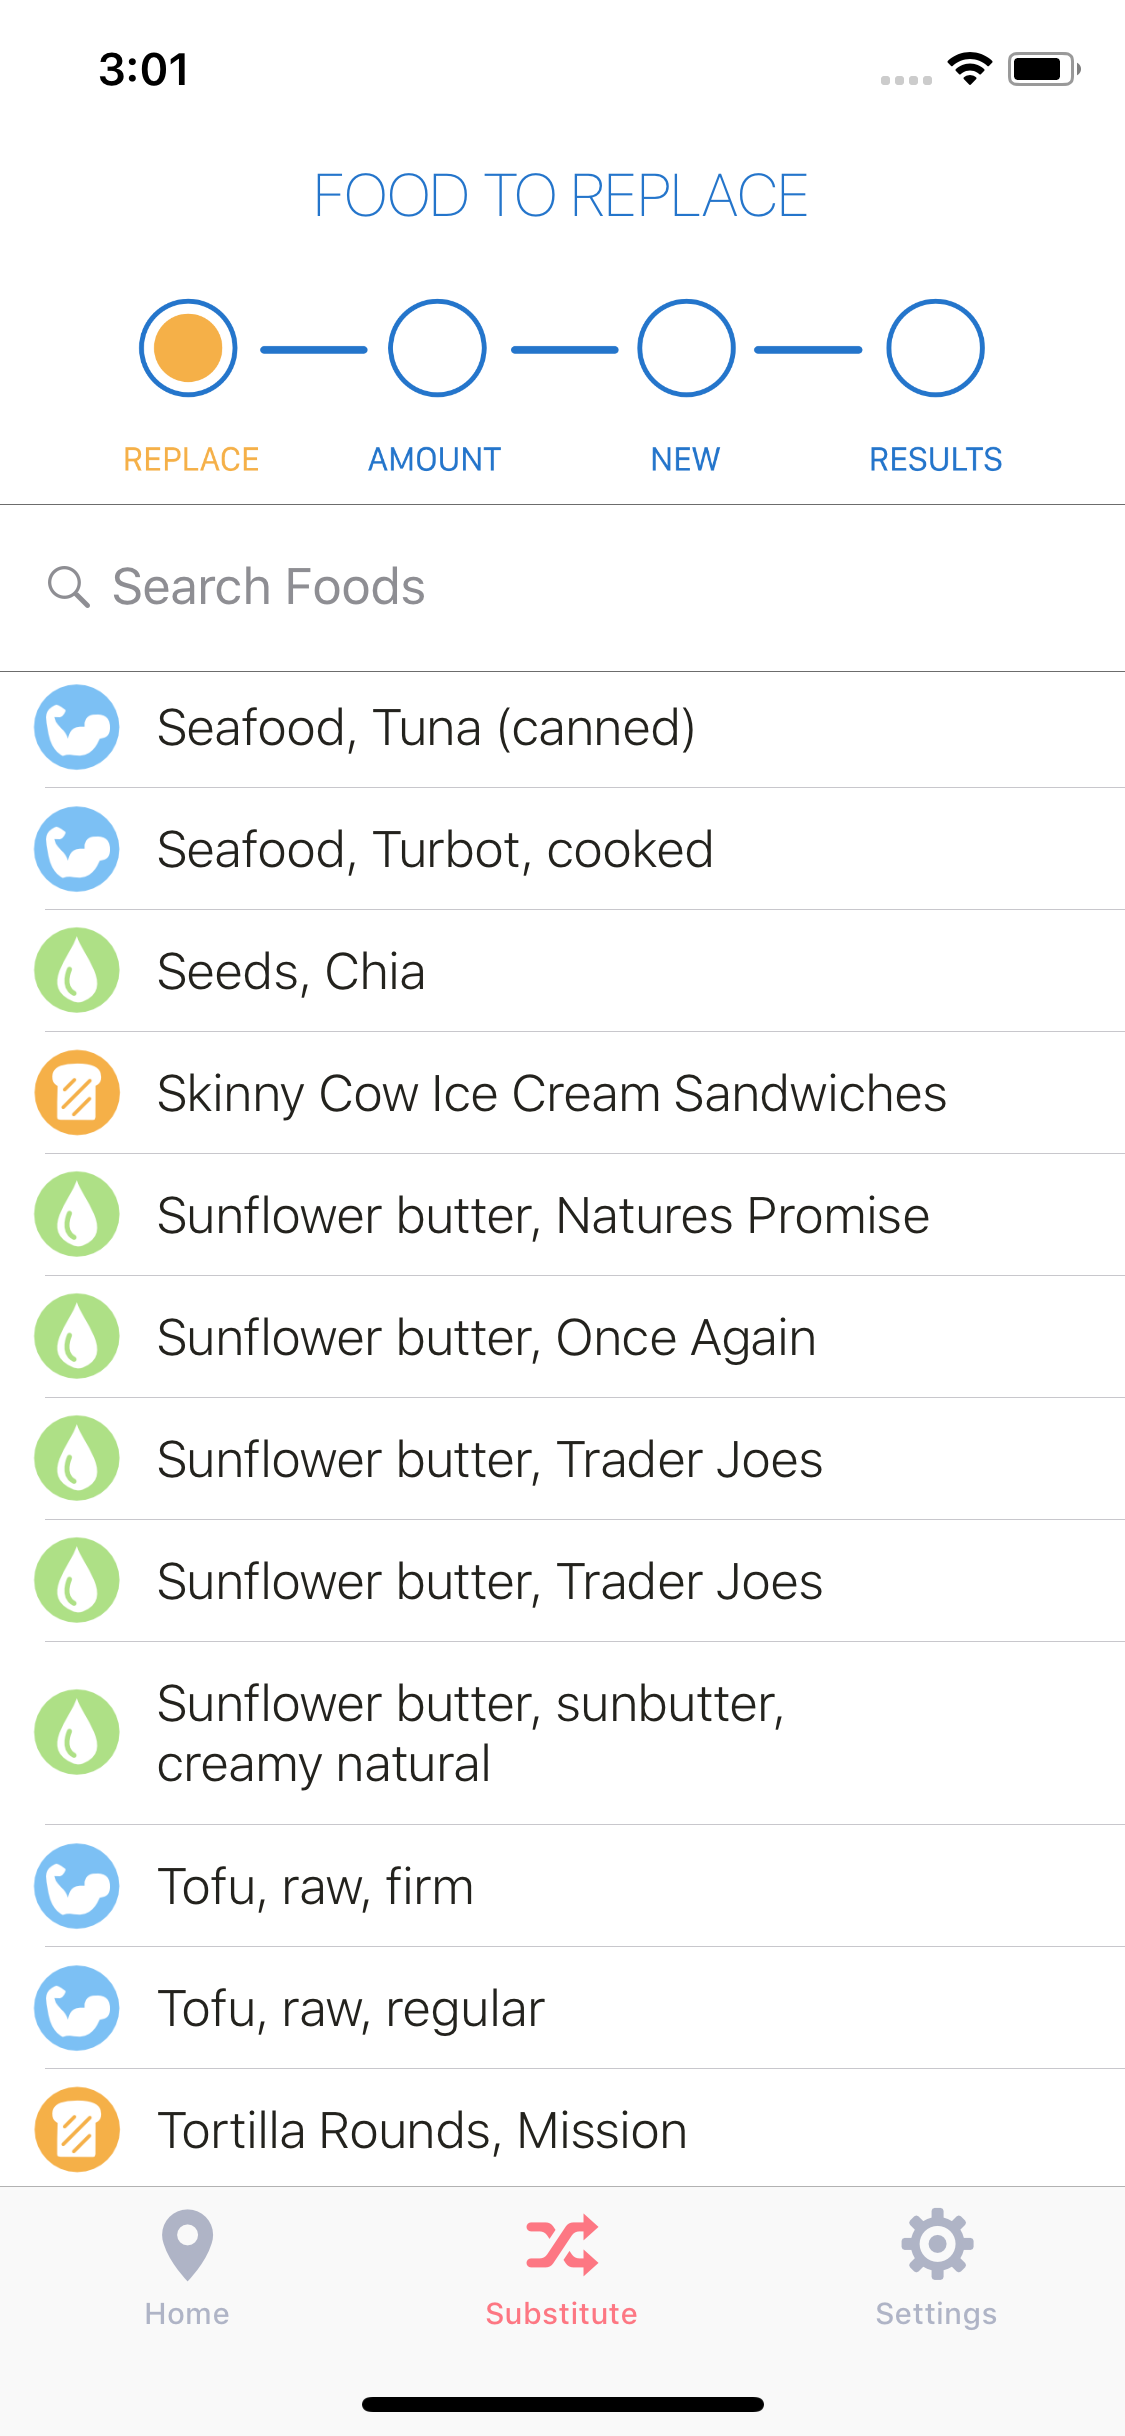 3:01
FOOD TO REPLACE
REPLACE AMOUNT NEW RESULTS
Search Foods
Seafood, Tuna (canned)
Seafood, Turbot, cooked
Seeds, Chia
Skinny Cow Ice Cream Sandwiches
Sunflower butter, Natures Promise
Sunflower butter, Once Again
Sunflower butter, Trader Joes
Sunflower butter, Trader Joes
Sunflower butter, sunbutter,
creamy natural
Tofu, raw, firm
Tofu, raw, regular
Tortilla Rounds, Mission
Home Substitute Settings